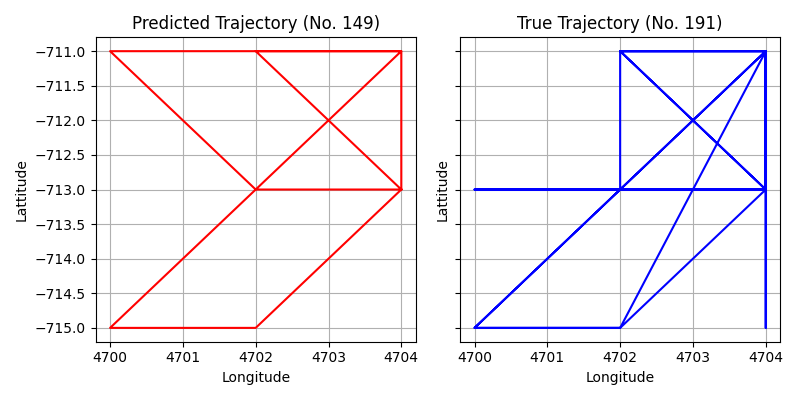 Predicted Trajectory (No. 149)
True Trajectory (No. 191)
−711.0
−711.5
−712.0
−712.5
−713.0
−713.5
−714.0
−714.5
−715.0
Lattitude
Lattitude
4700 4701 4702 4703 4704
4700 4701 4702 4703 4704
Longitude
Longitude